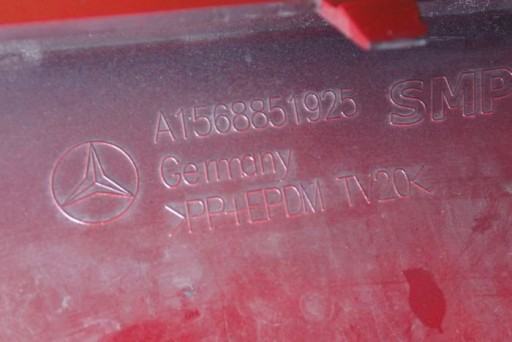 A1568851925 SMP
Germany
>PP+EPDM TV20<